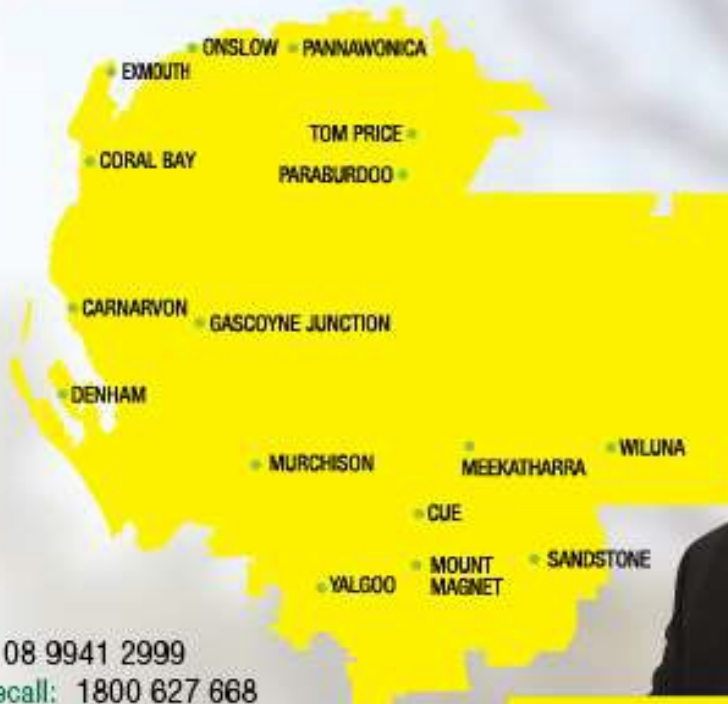 ONSLOW
PANNAWONICA
EXMOUTH
TOM PRICE
CORAL BAY
PARABURDOO
CARNARVON
GASCOYNE JUNCTION
DENHAM
MURCHISON
MEEKATHARRA
WILUNA
CUE
MOUNT
MAGNET
SANDSTONE
YALGOO
08 9941 2999
ecall: 1800 627 668